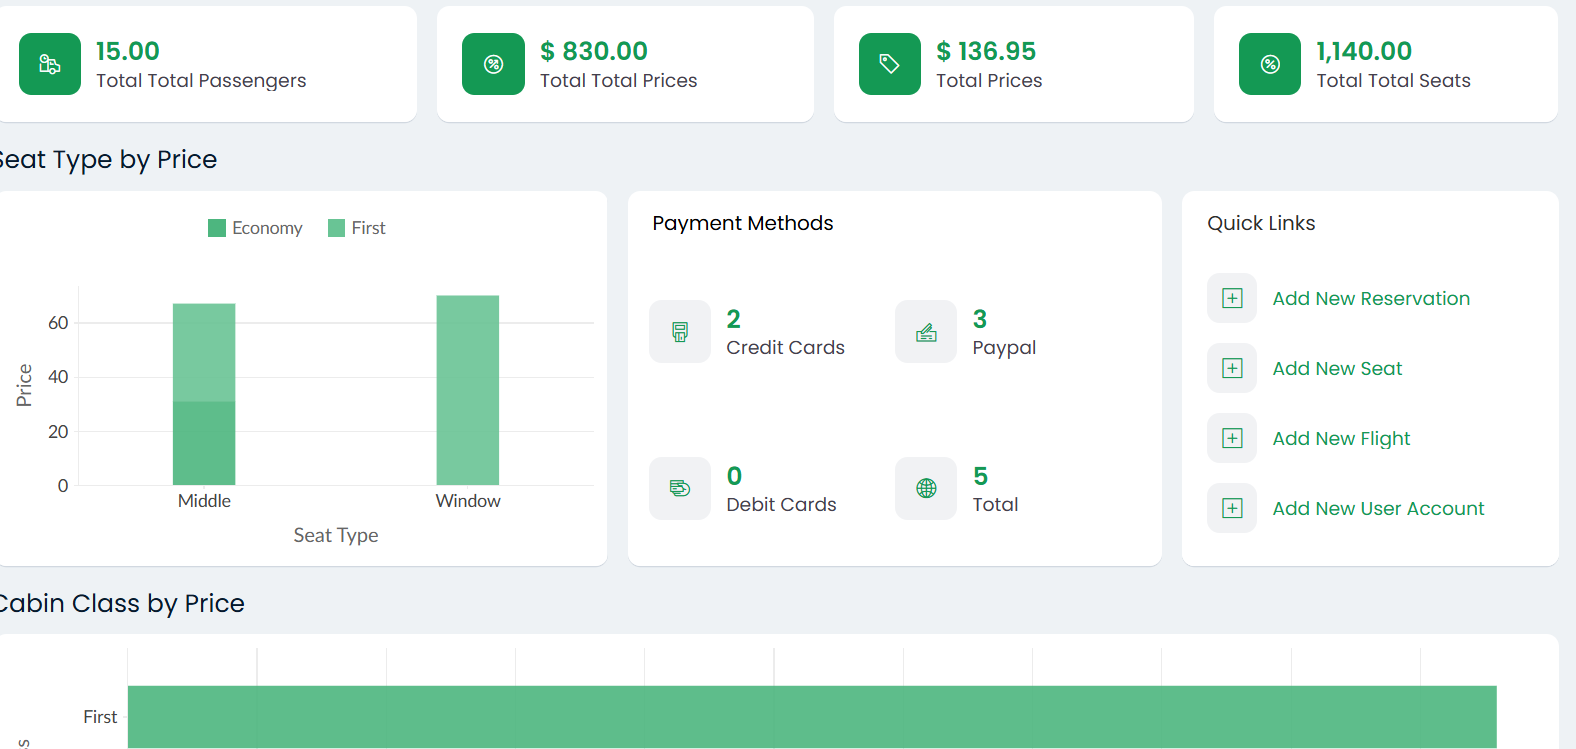 15.00
Total Total Passengers
$ 830.00
Total Total Prices
$ 136.95
Total Prices
1,140.00
Total Total Seats
Seat Type by Price
Economy First
60
40
20
0
Price
Middle Window
Seat Type
Payment Methods
2
Credit Cards
3
Paypal
0
Debit Cards
5
Total
Quick Links
Add New Reservation
Add New Seat
Add New Flight
Add New User Account
Cabin Class by Price
First